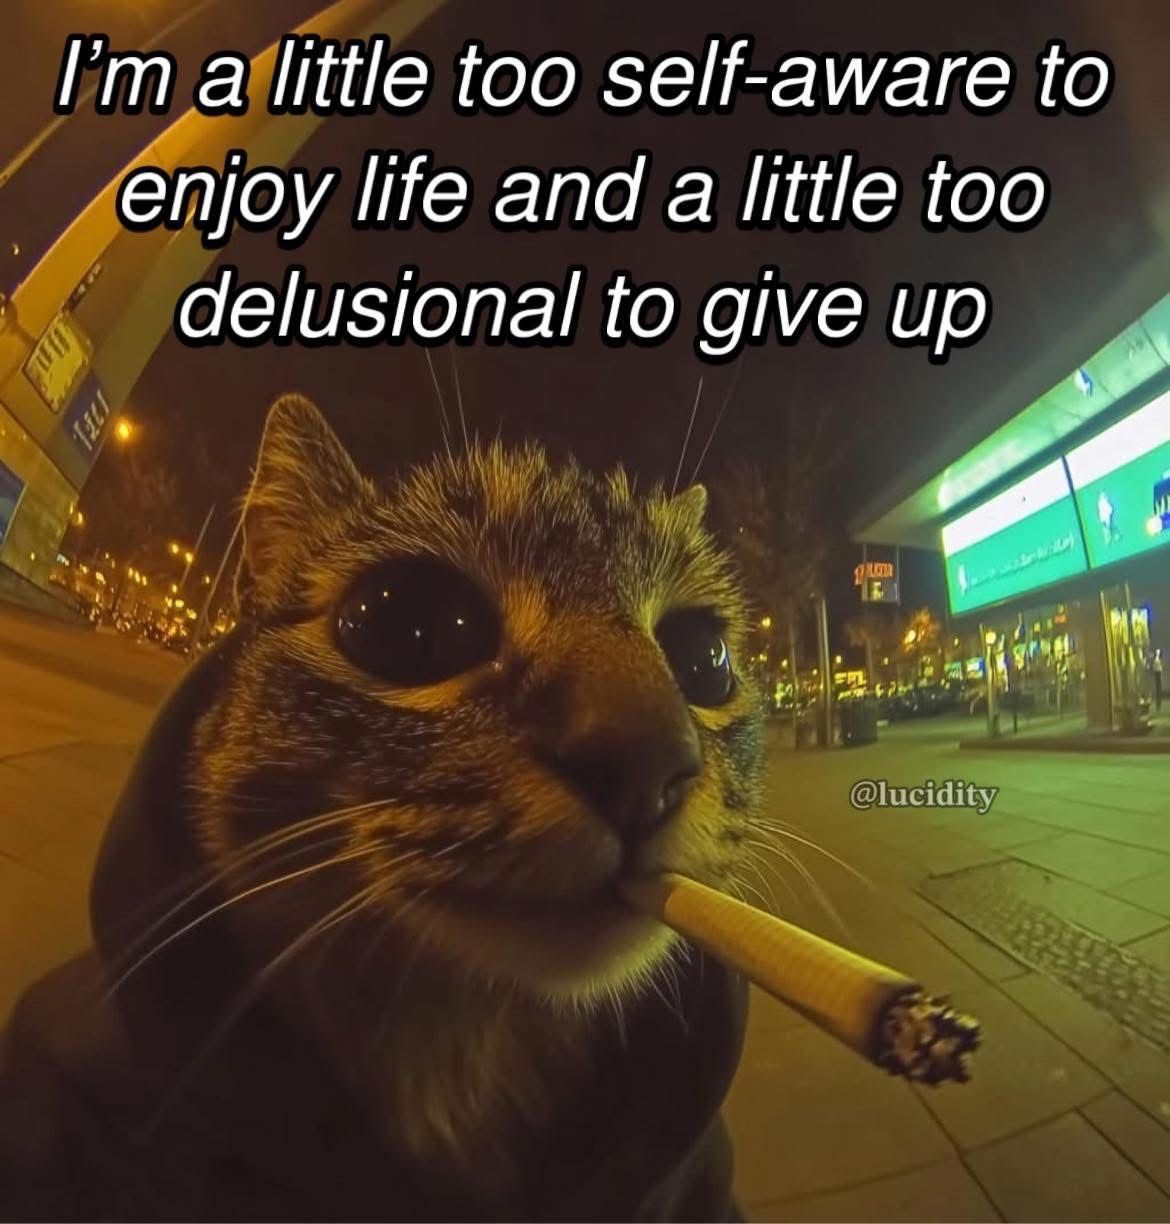 I'm a little too self-aware to
enjoy life and a little too
delusional to give up
@lucidity